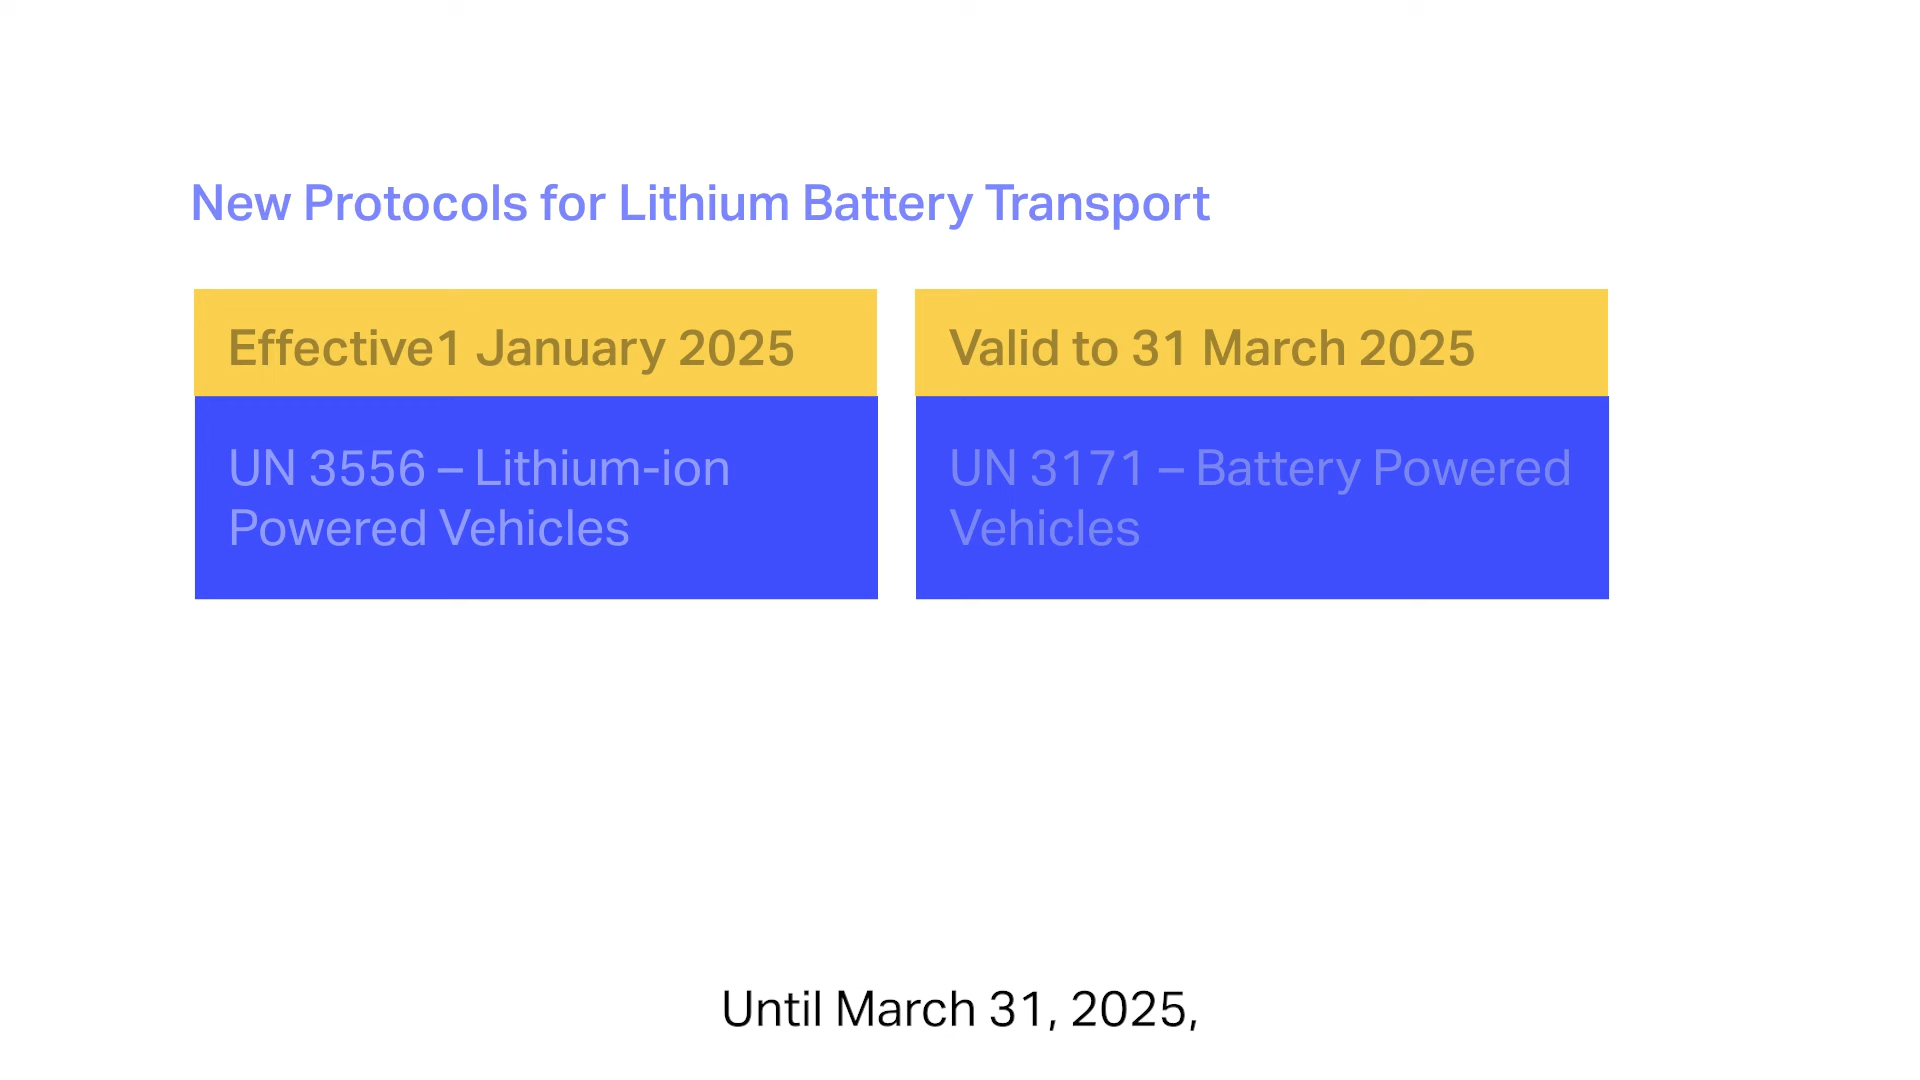 New Protocols for Lithium Battery Transport
Effective1 January 2025
UN 3556 – Lithium-ion
Powered Vehicles
Valid to 31 March 2025
UN 3171 – Battery Powered
Vehicles
Until March 31, 2025,